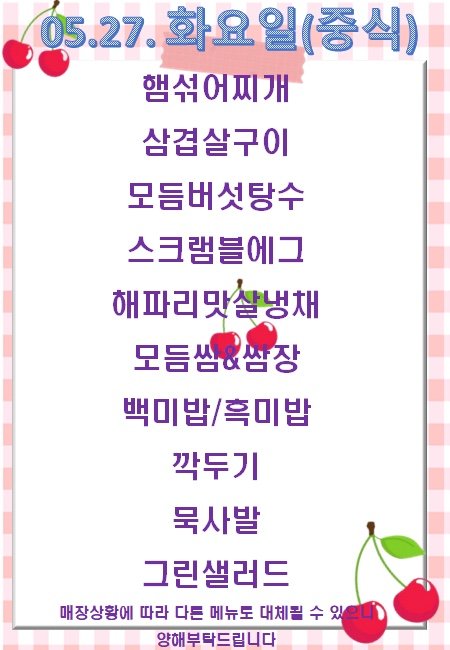 05.27. 화요일(중식)
햄섞어찌개
삼겹살구이
모듬버섯탕수
스크램블에그
해파리맛살냉채
모듬쌈&쌈장
백미밥/흑미밥
깍두기
묵사발
그린샐러드
매장상황에 따라 다른 메뉴로 대체될 수 있으니
양해부탁드립니다